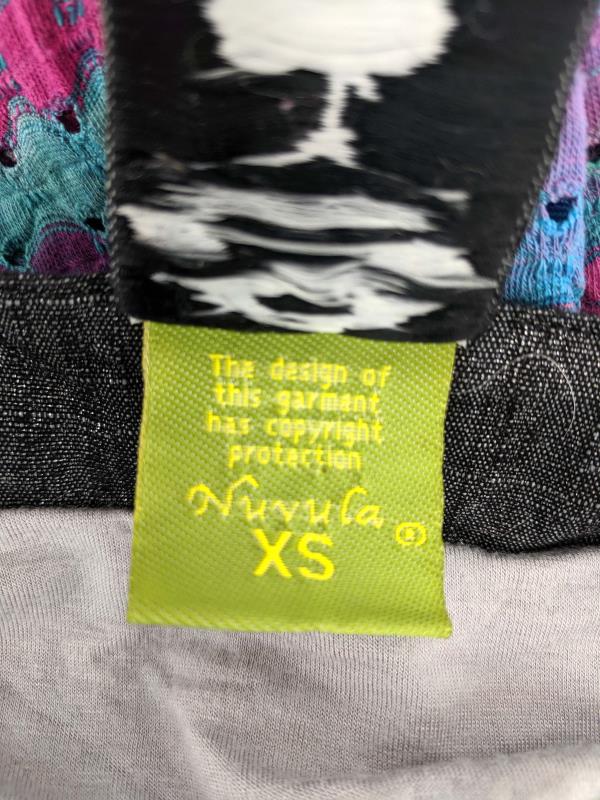 The design of
this garment
has copyright
protection
Nuvula ®
XS